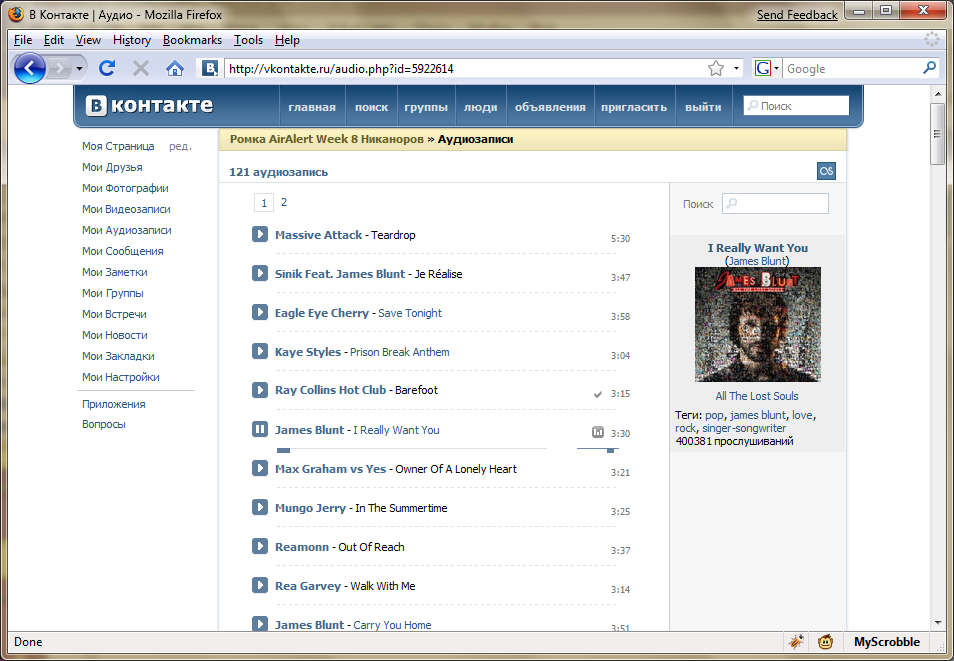 В Контакте | Аудио - Mozilla Firefox
Send Feedback
File Edit View History Bookmarks Tools Help
В http://vkontakte.ru/audio.php?id=5922614
G Google
В контакте
главная поиск группы люди объявления пригласить выйти Поиск
Моя Страница ред.
Мои Друзья
Мои Фотографии
Мои Видеозаписи
Мои Аудиозаписи
Мои Сообщения
Мои Заметки
Мои Группы
Мои Встречи
Мои Новости
Мои Закладки
Мои Настройки
Приложения
Вопросы
Ромка AirAlert Week 8 Никаноров » Аудиозаписи
121 аудиозапись
1 2
Massive Attack - Teardrop 5:30
Sinik Feat. James Blunt - Je Réalise 3:47
Eagle Eye Cherry - Save Tonight 3:58
Kaye Styles - Prison Break Anthem 3:04
Ray Collins Hot Club - Barefoot 3:15
James Blunt - I Really Want You 3:30
Max Graham vs Yes - Owner Of A Lonely Heart 3:21
Mungo Jerry - In The Summertime 3:25
Reamonn - Out Of Reach 3:37
Rea Garvey - Walk With Me 3:14
James Blunt - Carry You Home 3:51
Поиск
I Really Want You
(James Blunt)
JAMES BLUNT
ALL THE LOST SOULS
All The Lost Souls
Теги: pop, james blunt, love,
rock, singer-songwriter
400381 прослушиваний
Done
MyScrobble